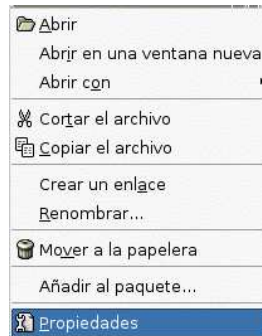 Abrir
Abrir en una ventana nueva
Abrir con
Cortar el archivo
Copiar el archivo
Crear un enlace
Renombrar...
Mover a la papelera
Añadir al paquete...
Propiedades